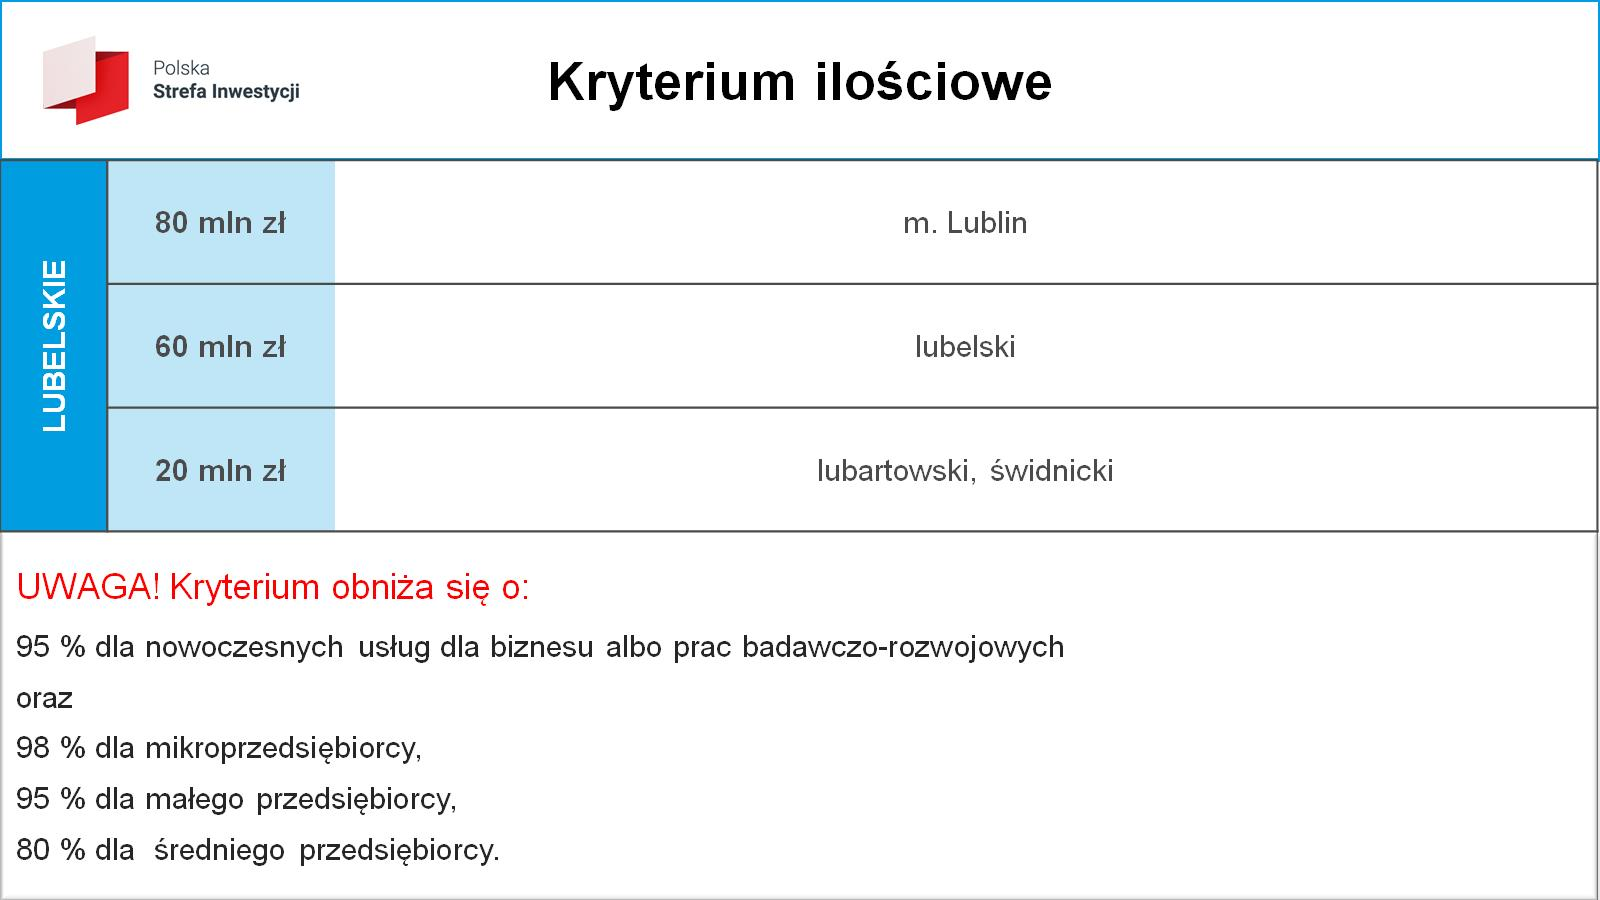 Polska
Strefa Inwestycji
Kryterium ilościowe
LUBELSKIE
80 mln zł
m. Lublin
60 mln zł
lubelski
20 mln zł
lubartowski, świdnicki
UWAGA! Kryterium obniża się o:
95 % dla nowoczesnych usług dla biznesu albo prac badawczo-rozwojowych
oraz
98 % dla mikroprzedsiębiorcy,
95 % dla małego przedsiębiorcy,
80 % dla średniego przedsiębiorcy.